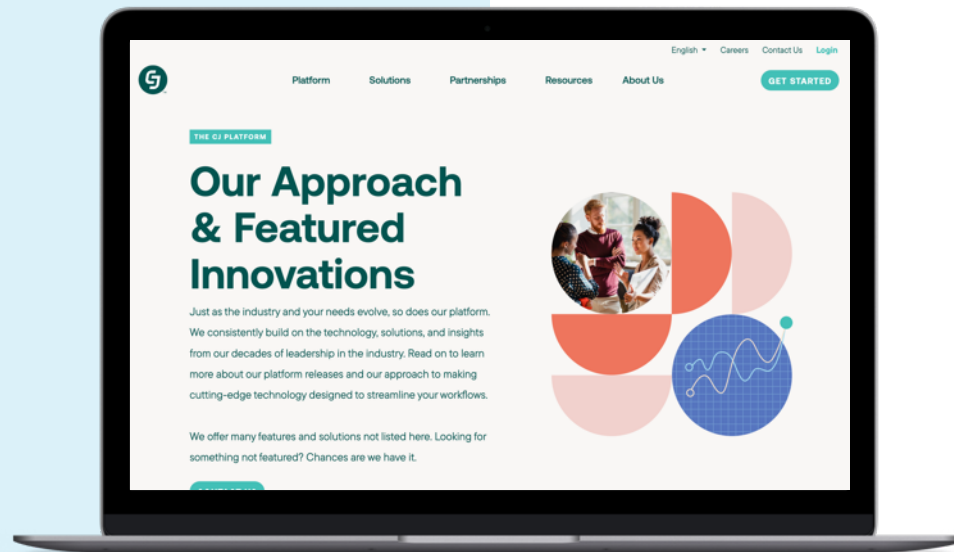 English Careers Contact Us Login
CJ
Platform Solutions Partnerships Resources About Us GET STARTED
THE CJ PLATFORM
Our Approach
& Featured
Innovations
Just as the industry and your needs evolve, so does our platform.
We consistently build on the technology, solutions, and insights
from our decades of leadership in the industry. Read on to learn
more about our platform releases and our approach to making
cutting-edge technology designed to streamline your workflows.
We offer many features and solutions not listed here. Looking for
something not featured? Chances are we have it.